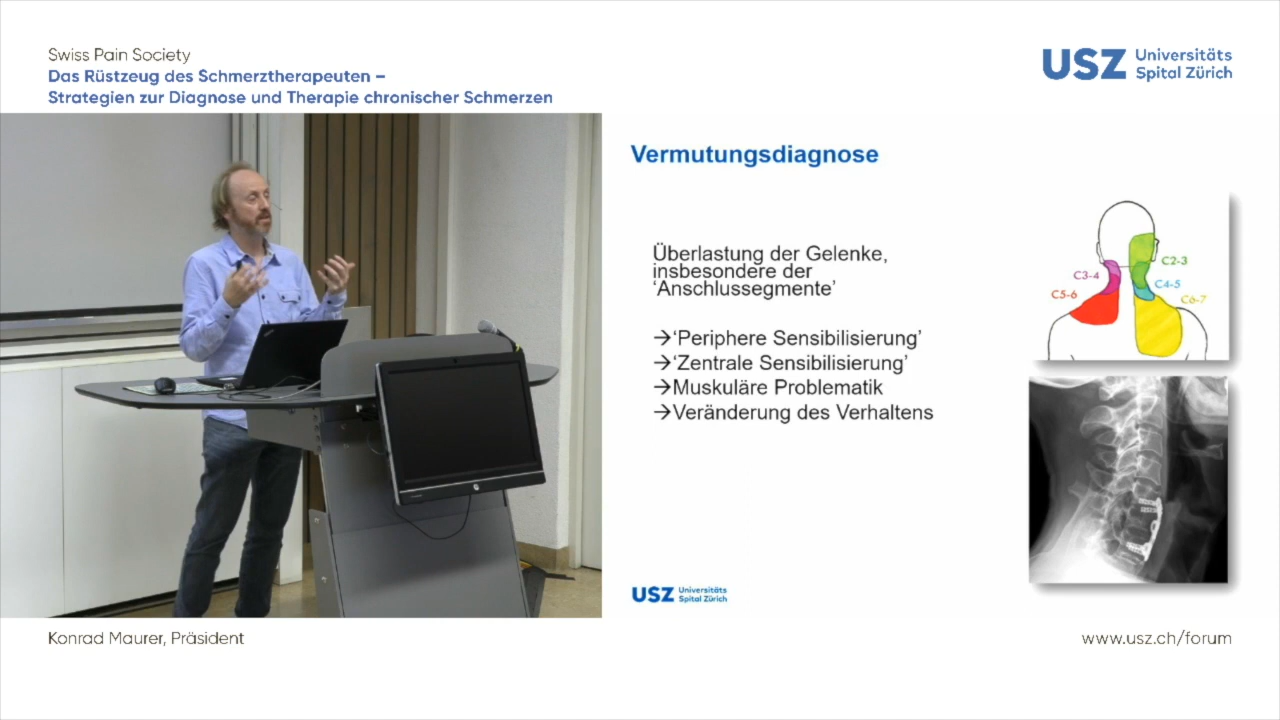 Swiss Pain Society
Das Rüstzeug des Schmerztherapeuten –
Strategien zur Diagnose und Therapie chronischer Schmerzen
USZ Universitäts
Spital Zürich
Vermutungsdiagnose
Überlastung der Gelenke,
insbesondere der
‘Anschlussegmente’
→‘Periphere Sensibilisierung’
→‘Zentrale Sensibilisierung’
→Muskuläre Problematik
→Veränderung des Verhaltens
C2-3
C3-4
C4-5
C5-6
C6-7
USZ Universitäts
Spital Zürich
Konrad Maurer, Präsident
www.usz.ch/forum